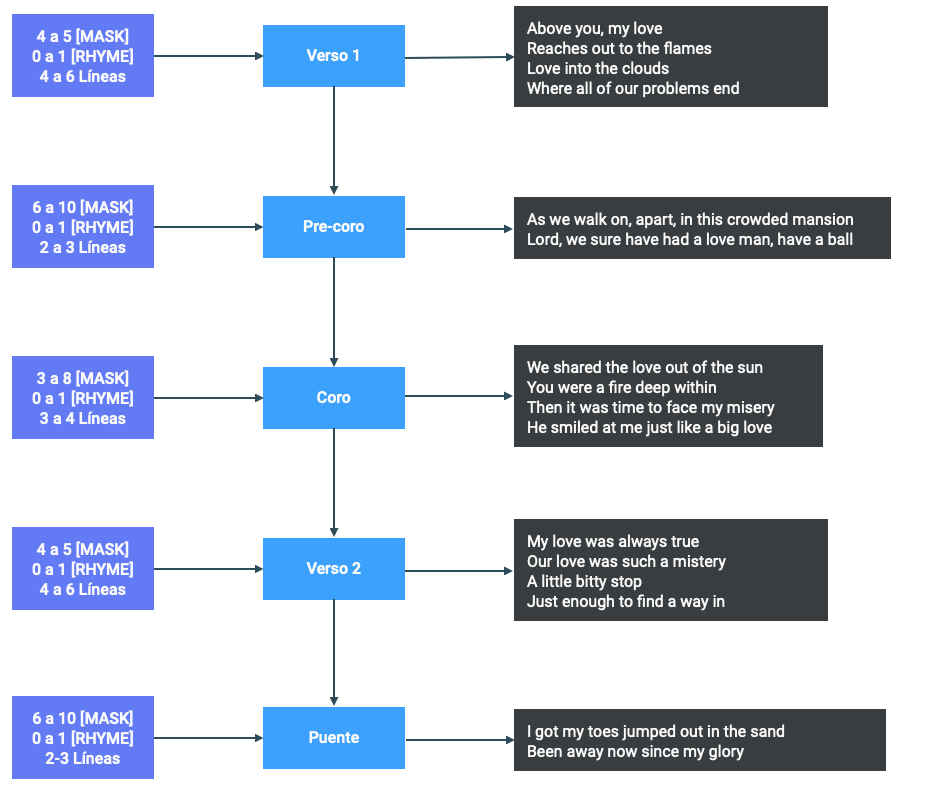 4 a 5 [MASK]
0 a 1 [RHYME]
4 a 6 Líneas
Verso 1
Above you, my love
Reaches out to the flames
Love into the clouds
Where all of our problems end
6 a 10 [MASK]
0 a 1 [RHYME]
2 a 3 Líneas
Pre-coro
As we walk on, apart, in this crowded mansion
Lord, we sure have had a love man, have a ball
3 a 8 [MASK]
0 a 1 [RHYME]
3 a 4 Líneas
Coro
We shared the love out of the sun
You were a fire deep within
Then it was time to face my misery
He smiled at me just like a big love
4 a 5 [MASK]
0 a 1 [RHYME]
4 a 6 Líneas
Verso 2
My love was always true
Our love was such a mistery
A little bitty stop
Just enough to find a way in
6 a 10 [MASK]
0 a 1 [RHYME]
2-3 Líneas
Puente
I got my toes jumped out in the sand
Been away now since my glory